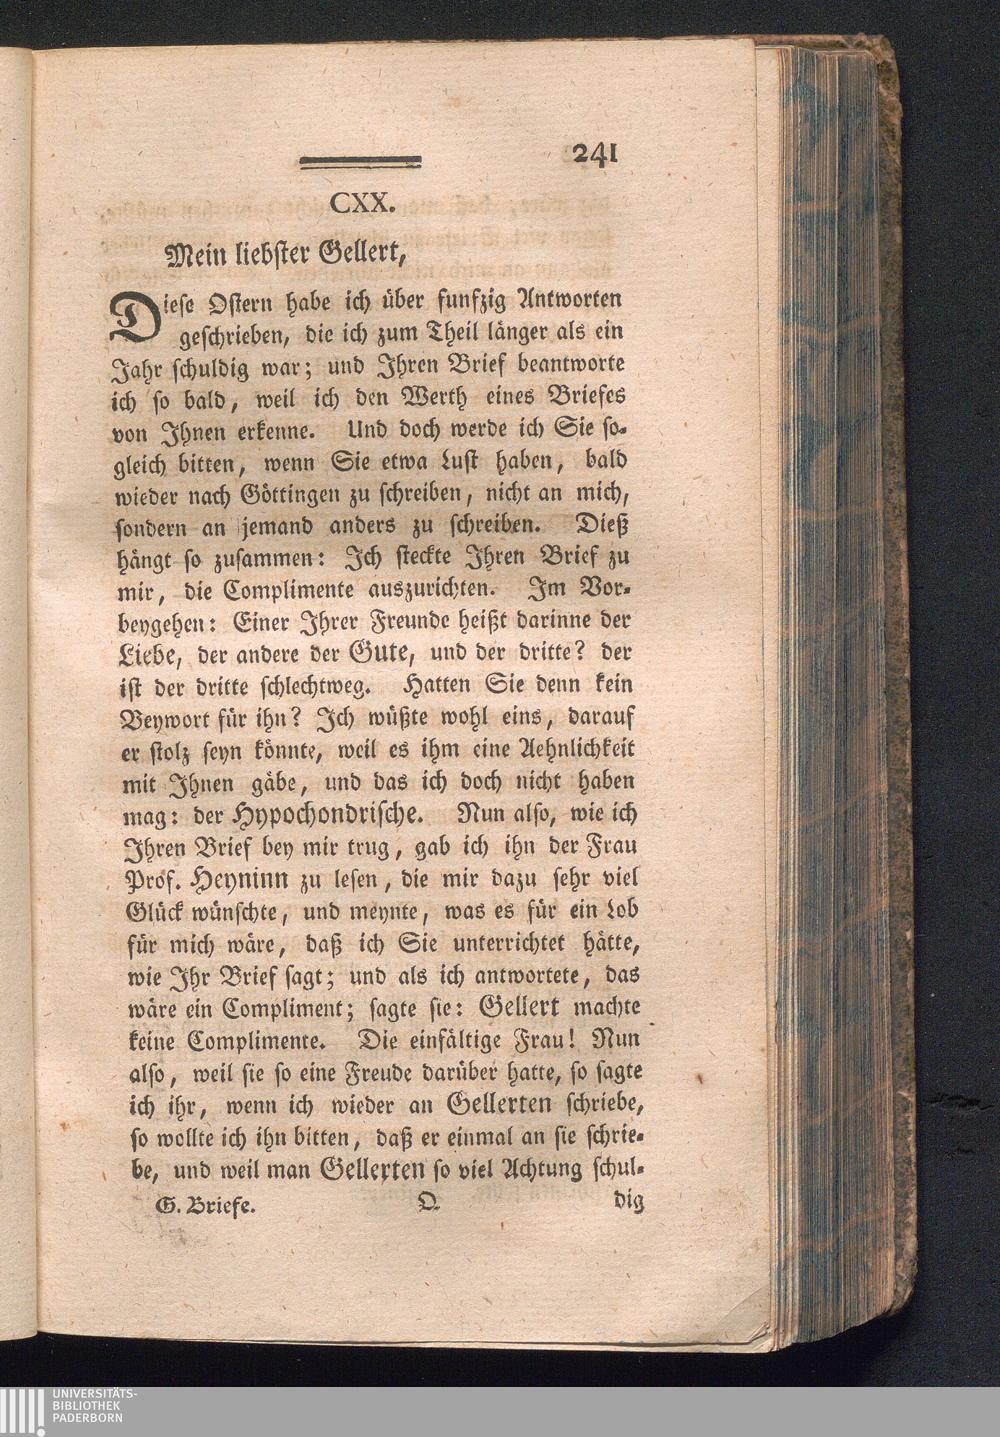 241
CXX.
Mein liebster Gellert,
Diese Ostern habe ich über funfzig Antworten
geschrieben, die ich zum Theil länger als ein
Jahr schuldig war; und Ihren Brief beantworte
ich so bald, weil ich den Werth eines Briefes
von Ihnen erkenne. Und doch werde ich Sie so-
gleich bitten, wenn Sie etwa Lust haben, bald
wieder nach Göttingen zu schreiben, nicht an mich,
sondern an jemand anders zu schreiben. Dieß
hängt so zusammen: Ich steckte Ihren Brief zu
mir, die Complimente auszurichten. Im Vor-
beygehen: Einer Ihrer Freunde heißt darinne der
Liebe, der andere der Gute, und der dritte? der
ist der dritte schlechtweg. Hatten Sie denn kein
Beywort für ihn? Ich wüßte wohl eins, darauf
er stolz seyn könnte, weil es ihm eine Aehnlichkeit
mit Ihnen gäbe, und das ich doch nicht haben
mag: der Hypochondrische. Nun also, wie ich
Ihren Brief bey mir trug, gab ich ihn der Frau
Prof. Heyninn zu lesen, die mir dazu sehr viel
Glück wünschte, und meynte, was es für ein Lob
für mich wäre, daß ich Sie unterrichtet hätte,
wie Ihr Brief sagt; und als ich antwortete, das
wäre ein Compliment; sagte sie: Gellert machte
keine Complimente. Die einfältige Frau! Nun
also, weil sie so eine Freude darüber hatte, so sagte
ich ihr, wenn ich wieder an Gellerten schriebe,
so wollte ich ihn bitten, daß er einmal an sie schrie-
be, und weil man Gellerten so viel Achtung schul-
G. Briefe. Q dig
UNIVERSITÄTS-
BIBLIOTHEK
PADERBORN